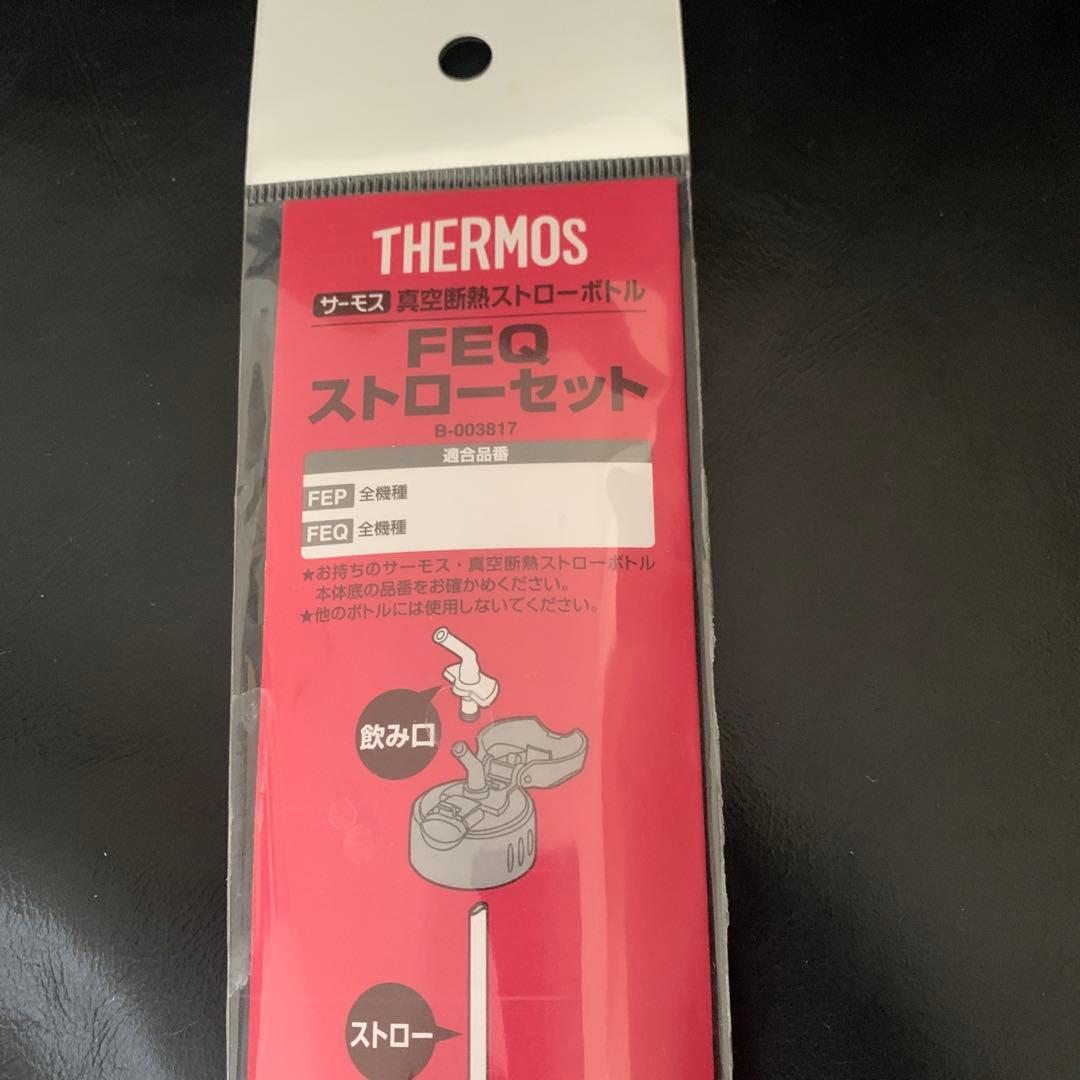 THERMOS
サーモス 真空断熱ストローボトル
FEQ
ストローセット
B-003817
適合品番
FEP 全機種
FEQ 全機種
★お持ちのサーモス・真空断熱ストローボトル
本体底の品番をお確かめください。
★他のボトルには使用しないでください。
飲み口
ストロー